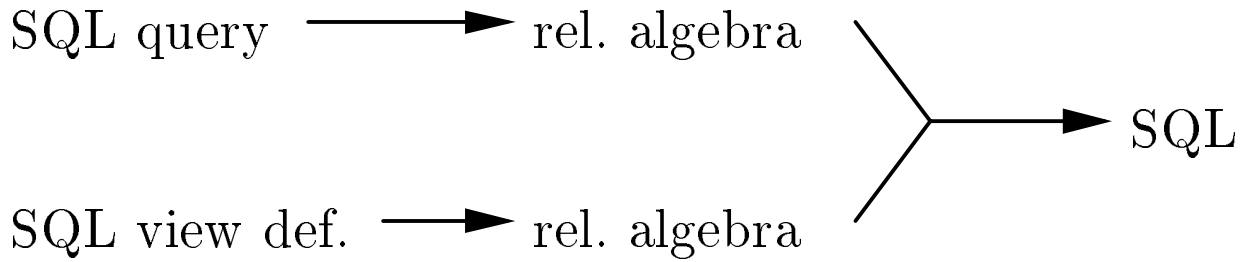 SQL query rel. algebra
SQL
SQL view def. rel. algebra